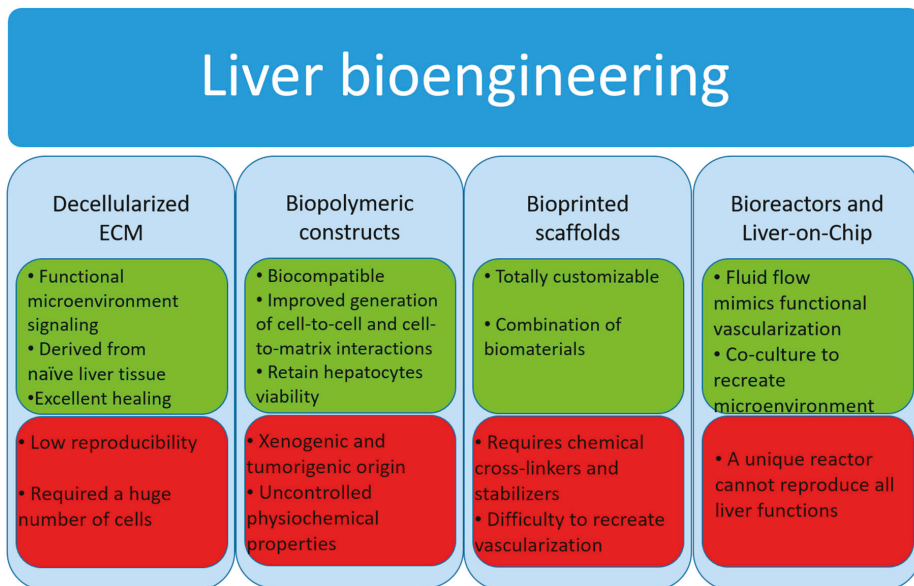 Liver bioengineering
Decellularized
ECM
• Functional
microenvironment
signaling
• Derived from
naïve liver tissue
•Excellent healing
• Low reproducibility
• Required a huge
number of cells
Biopolymeric
constructs
• Biocompatible
• Improved generation
of cell-to-cell and cell-
to-matrix interactions
• Retain hepatocytes
viability
• Xenogenic and
tumorigenic origin
• Uncontrolled
physiochemical
properties
Bioprinted
scaffolds
• Totally customizable
• Combination of
biomaterials
• Requires chemical
cross-linkers and
stabilizers
• Difficulty to recreate
vascularization
Bioreactors and
Liver-on-Chip
• Fluid flow
mimics functional
vascularization
• Co-culture to
recreate
microenvironment
• A unique reactor
cannot reproduce all
liver functions